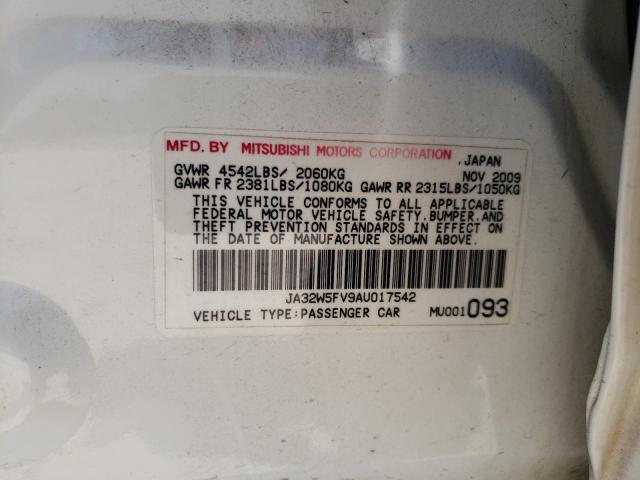 MFD. BY MITSUBISHI MOTORS CORPORATION , JAPAN
GVWR 4542LBS/ 2060KG NOV 2009
GAWR FR 2381LBS/1080KG GAWR RR 2315LBS/1050KG
THIS VEHICLE CONFORMS TO ALL APPLICABLE
FEDERAL MOTOR VEHICLE SAFETY,BUMPER,AND
THEFT PREVENTION STANDARDS IN EFFECT ON
THE DATE OF MANUFACTURE SHOWN ABOVE.
JA32W5FV9AU017542
VEHICLE TYPE:PASSENGER CAR MU001093